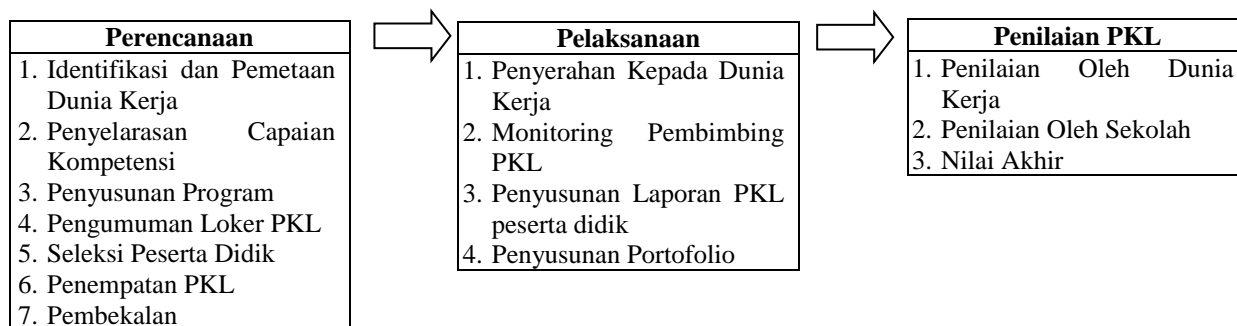 Perencanaan
1. Identifikasi dan Pemetaan
Dunia Kerja
2. Penyelarasan Capaian
Kompetensi
3. Penyusunan Program
4. Pengumuman Loker PKL
5. Seleksi Peserta Didik
6. Penempatan PKL
7. Pembekalan
Pelaksanaan
1. Penyerahan Kepada Dunia
Kerja
2. Monitoring Pembimbing
PKL
3. Penyusunan Laporan PKL
peserta didik
4. Penyusunan Portofolio
Penilaian PKL
1. Penilaian Oleh Dunia
Kerja
2. Penilaian Oleh Sekolah
3. Nilai Akhir